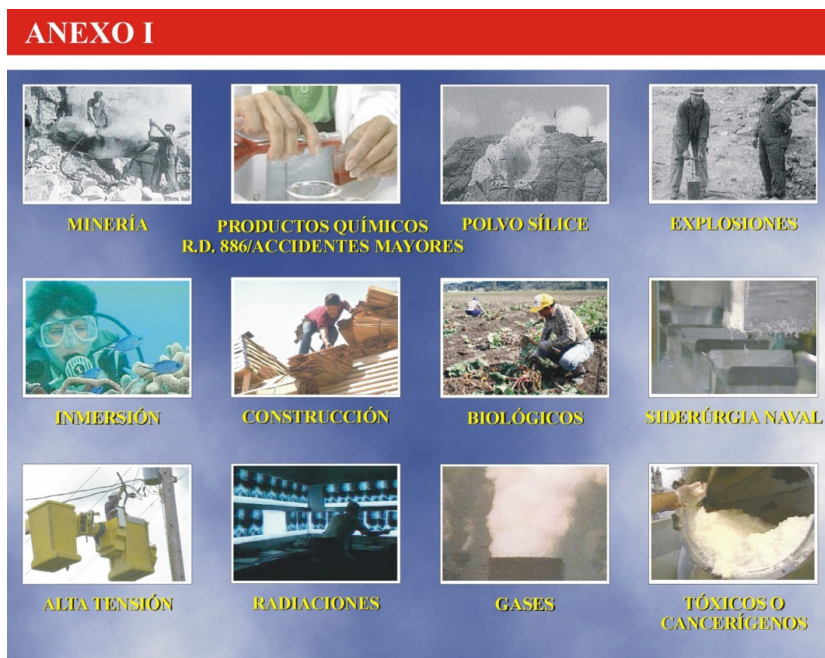 ANEXO I
MINERÍA
PRODUCTOS QUÍMICOS
R.D. 886/ACCIDENTES MAYORES
POLVO SÍLICE
EXPLOSIONES
INMERSIÓN
CONSTRUCCIÓN
BIOLÓGICOS
SIDERÚRGIA NAVAL
ALTA TENSIÓN
RADIACIONES
GASES
TÓXICOS O
CANCERÍGENOS